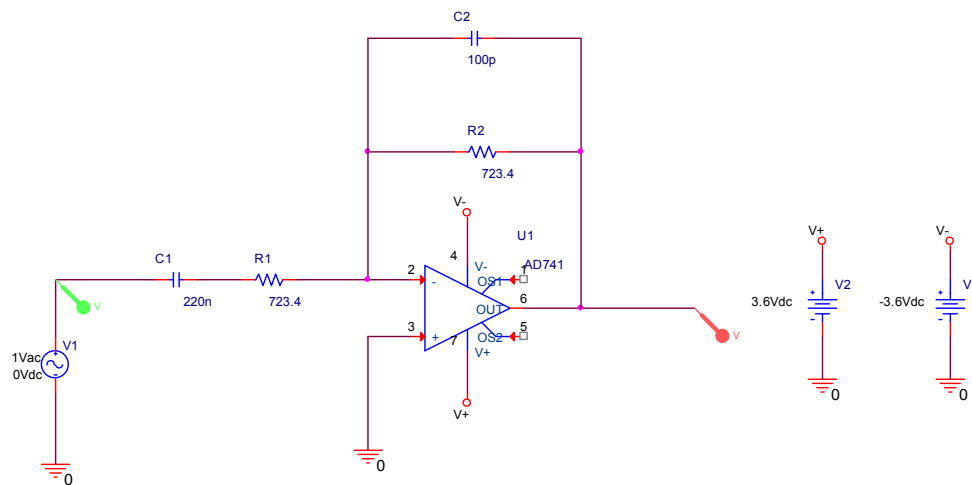 C2
100p
R2
723.4
V-
U1
4
AD741
V-
1
OS1
C1
R1
2
-
6
OUT
220n
723.4
V
3
+
5
OS2
7
V+
V
V1
1Vac
0Vdc
V+
0
0
V+
V2
3.6Vdc
0
V-
V
-3.6Vdc
0